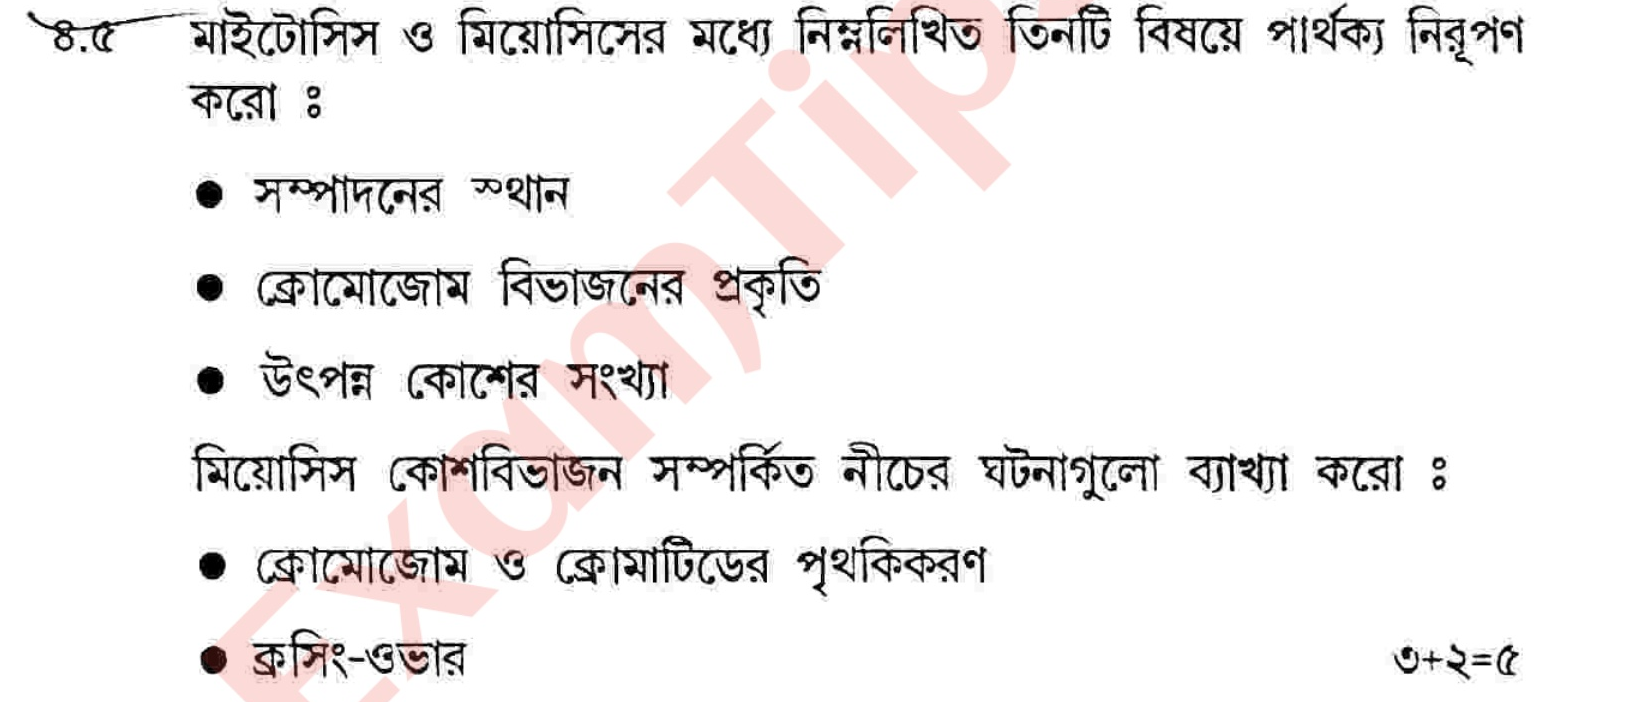 ৪.৫ মাইটোসিস ও মিয়োসিসের মধ্যে নিম্নলিখিত তিনটি বিষয়ে পার্থক্য নিরূপণ
করো ঃ
● সম্পাদনের স্থান
● ক্রোমোজোম বিভাজনের প্রকৃতি
● উৎপন্ন কোশের সংখ্যা
মিয়োসিস কোশবিভাজন সম্পর্কিত নীচের ঘটনাগুলো ব্যাখ্যা করো ঃ
● ক্রোমোজোম ও ক্রোমাটিডের পৃথকিকরণ
● ক্রসিং-ওভার ৩+২=৫
ExamTip